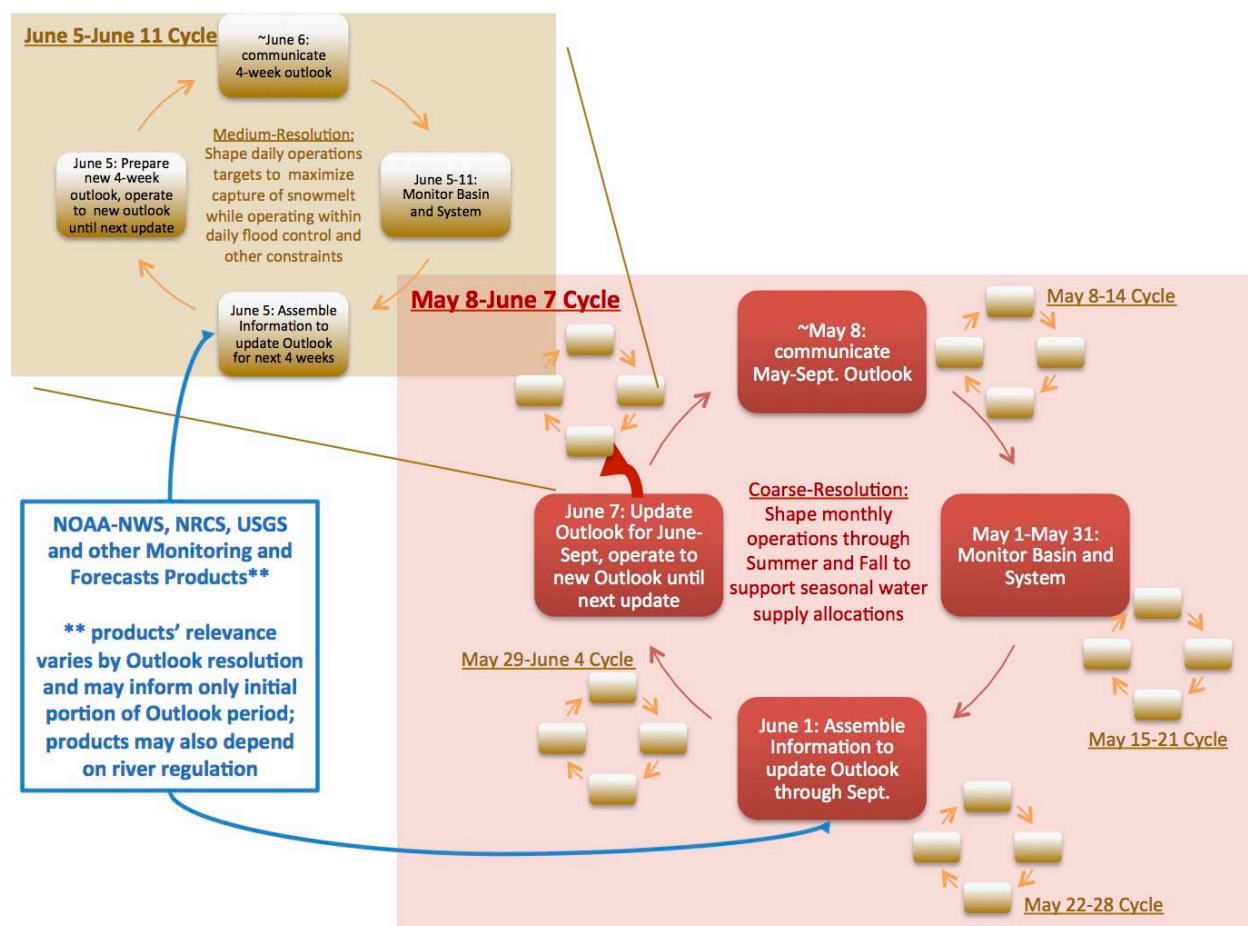 June 5-June 11 Cycle
~June 6:
communicate
4-week outlook
June 5: Prepare
new 4-week
outlook, operate
to new outlook
until next update
Medium-Resolution:
Shape daily operations
targets to maximize
capture of snowmelt
while operating within
daily flood control and
other constraints
June 5-11:
Monitor Basin
and System
June 5: Assemble
Information to
update Outlook
for next 4 weeks
May 8-June 7 Cycle
~May 8:
communicate
May-Sept. Outlook
May 8-14 Cycle
June 7: Update
Outlook for June-
Sept, operate to
new Outlook until
next update
Coarse-Resolution:
Shape monthly
operations through
Summer and Fall to
support seasonal water
supply allocations
May 1-May 31:
Monitor Basin and
System
NOAA-NWS, NRCS, USGS
and other Monitoring and
Forecasts Products**
** products’ relevance
varies by Outlook resolution
and may inform only initial
portion of Outlook period;
products may also depend
on river regulation
May 29-June 4 Cycle
June 1: Assemble
Information to
update Outlook
through Sept.
May 15-21 Cycle
May 22-28 Cycle